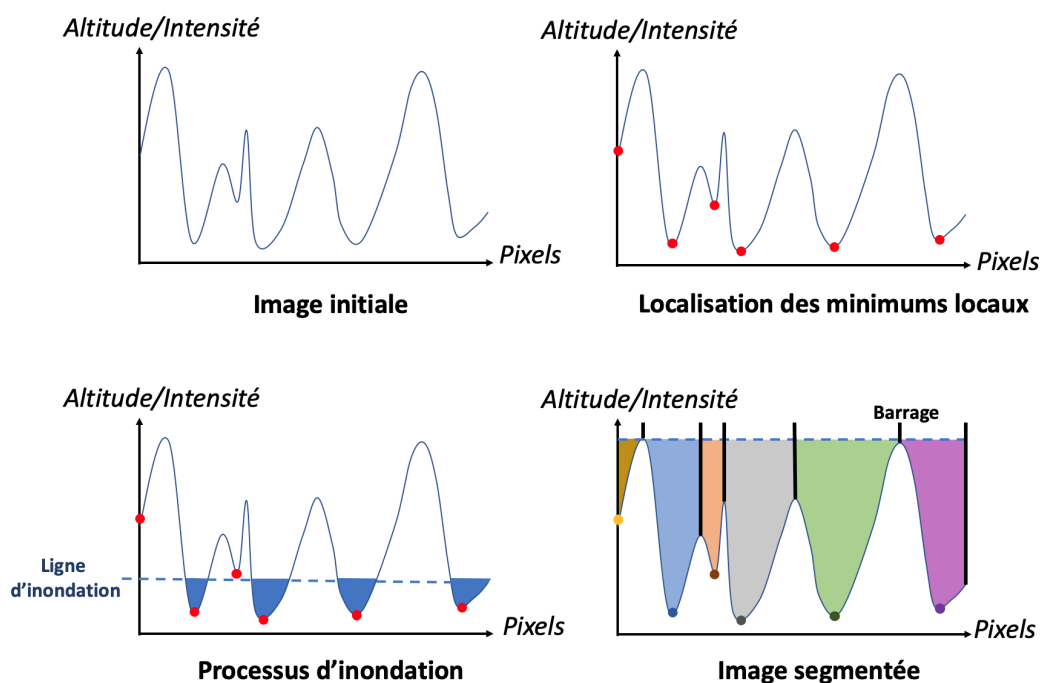 Altitude/Intensité
Pixels
Image initiale
Altitude/Intensité
Pixels
Localisation des minimums locaux
Altitude/Intensité
Ligne
d’inondation
Pixels
Processus d’inondation
Altitude/Intensité
Barrage
Pixels
Image segmentée